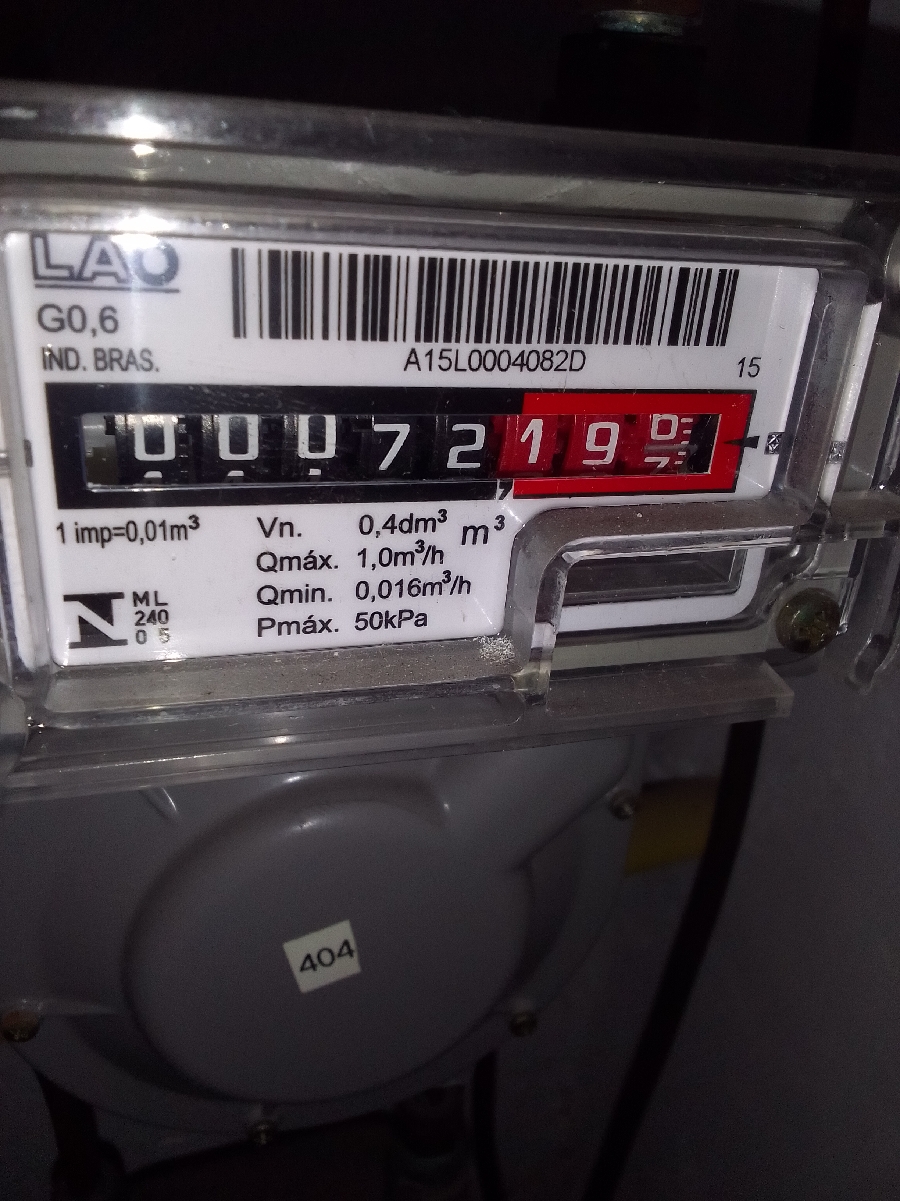 LAO
G0,6
IND. BRAS.
A15L0004082D
15
0007219
1 imp=0,01m³
Vn. 0,4dm³
m³
Qmáx. 1,0m³/h
Qmin. 0,016m³/h
Pmáx. 50kPa
N
ML
240
05
404